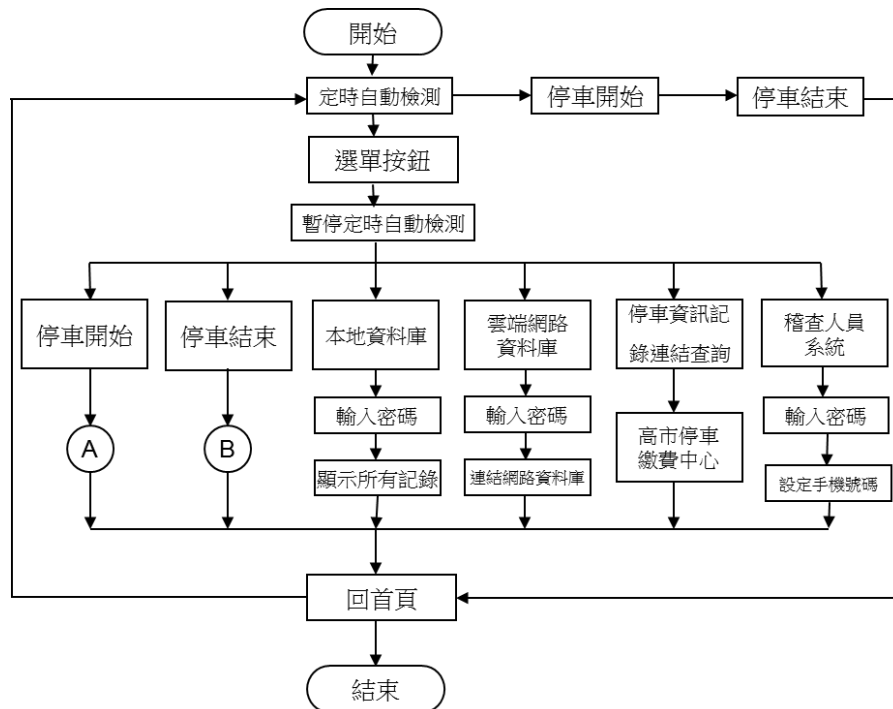 開始
定時自動檢測
停車開始
停車結束
選單按鈕
暫停定時自動檢測
停車開始
停車結束
本地資料庫
雲端網路
資料庫
停車資訊記
錄連結查詢
稽查人員
系統
A
B
輸入密碼
輸入密碼
高市停車
繳費中心
輸入密碼
顯示所有記錄
連結網路資料庫
設定手機號碼
回首頁
結束